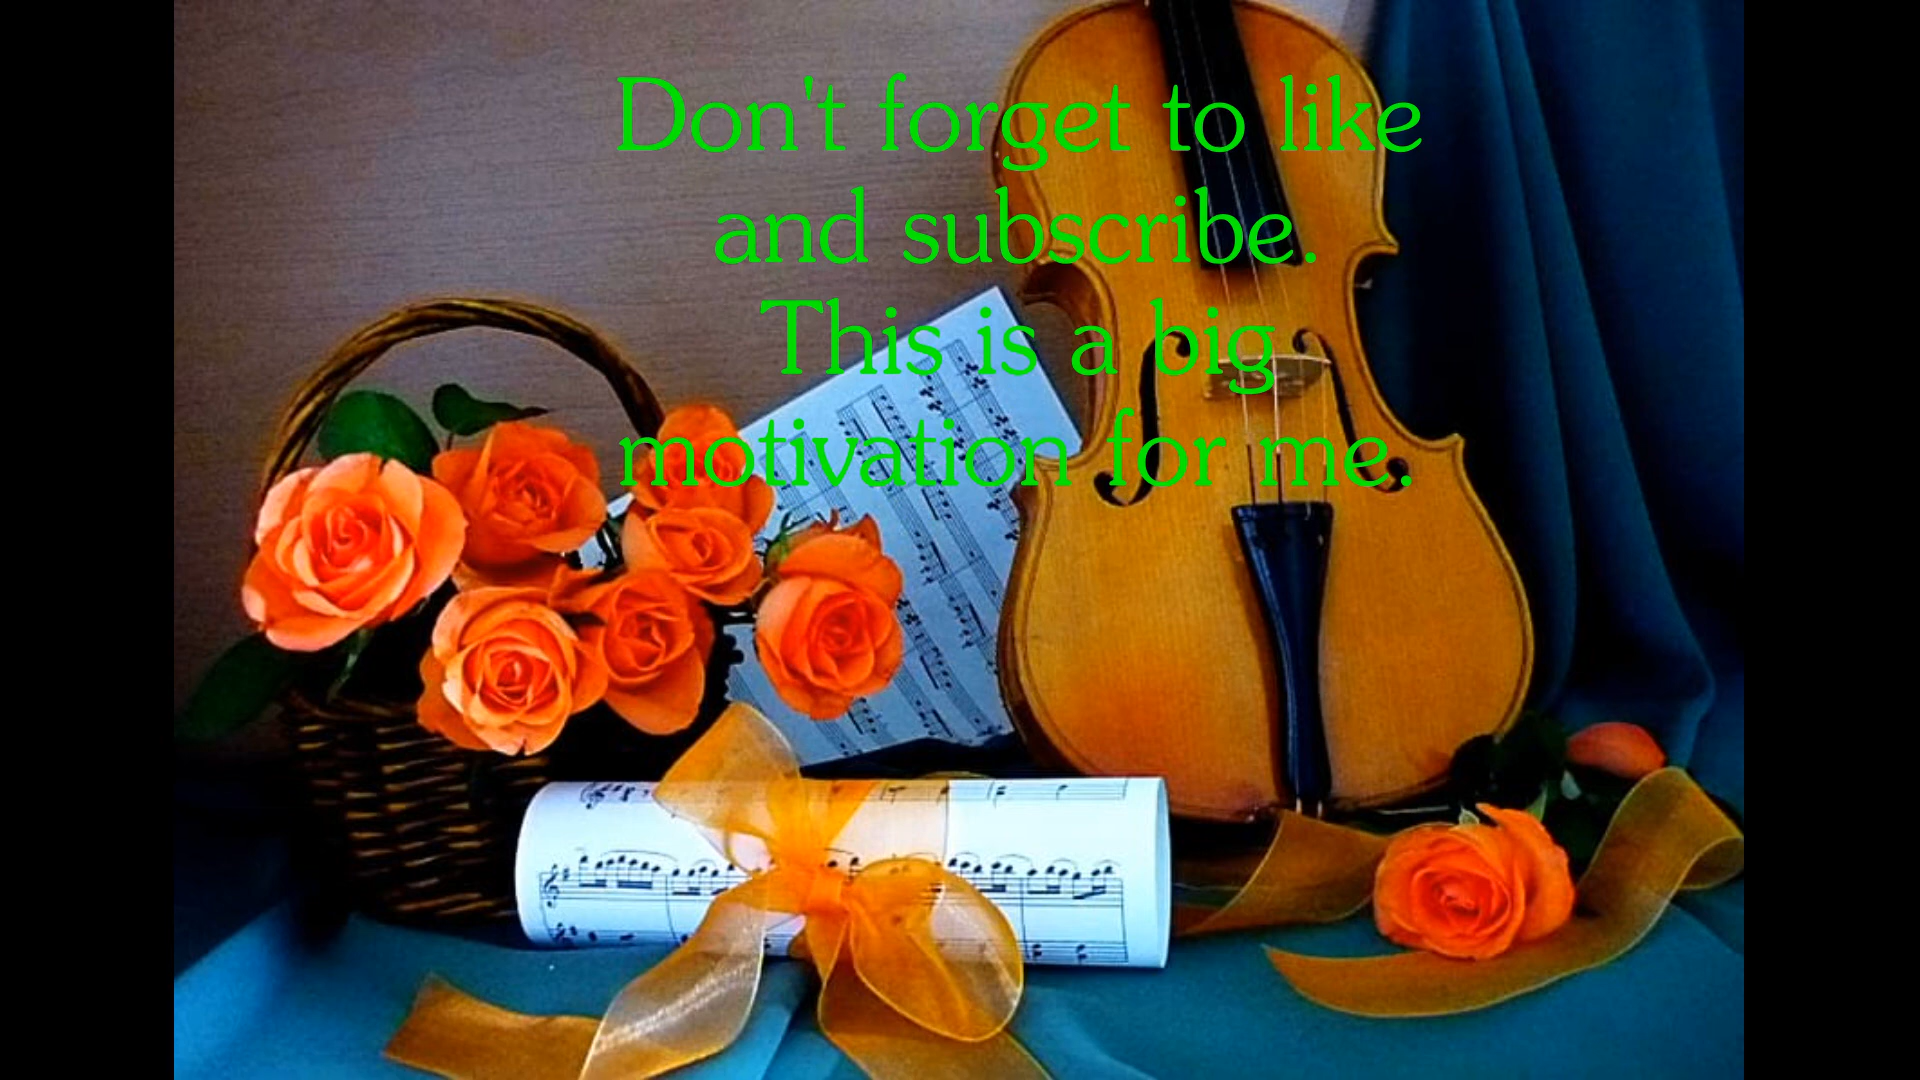 Don't forget to like
and subscribe.
This is a big
motivation for me.